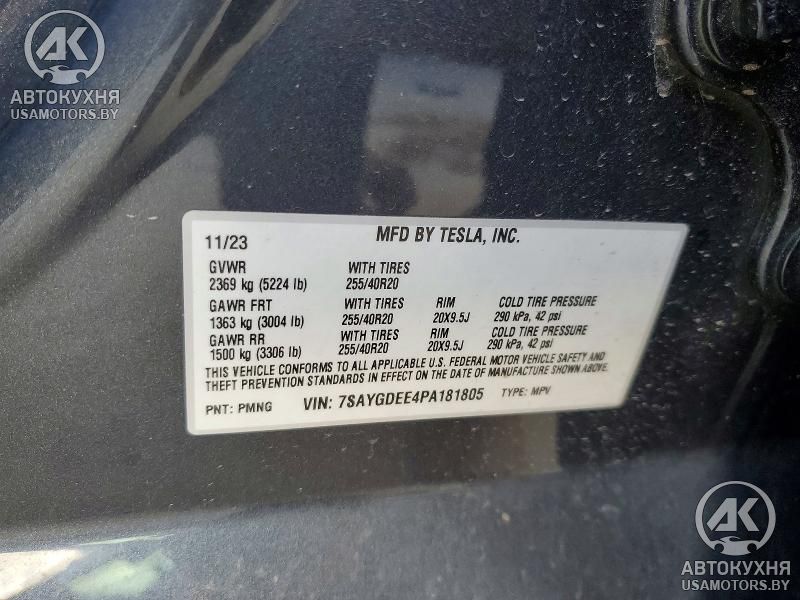 AK
АВТОКУХНЯ
USAMOTORS.BY
11/23 MFD BY TESLA, INC.
GVWR WITH TIRES
2369 kg (5224 lb) 255/40R20
GAWR FRT WITH TIRES RIM COLD TIRE PRESSURE
1363 kg (3004 lb) 255/40R20 20X9.5J 290 kPa, 42 psi
GAWR RR WITH TIRES RIM COLD TIRE PRESSURE
1500 kg (3306 lb) 255/40R20 20X9.5J 290 kPa, 42 psi
THIS VEHICLE CONFORMS TO ALL APPLICABLE U.S. FEDERAL MOTOR VEHICLE SAFETY AND
THEFT PREVENTION STANDARDS IN EFFECT ON THE DATE OF MANUFACTURE SHOWN ABOVE.
PNT: PMNG VIN: 7SAYGDEE4PA181805 TYPE: MPV
AK
АВТОКУХНЯ
USAMOTORS.BY